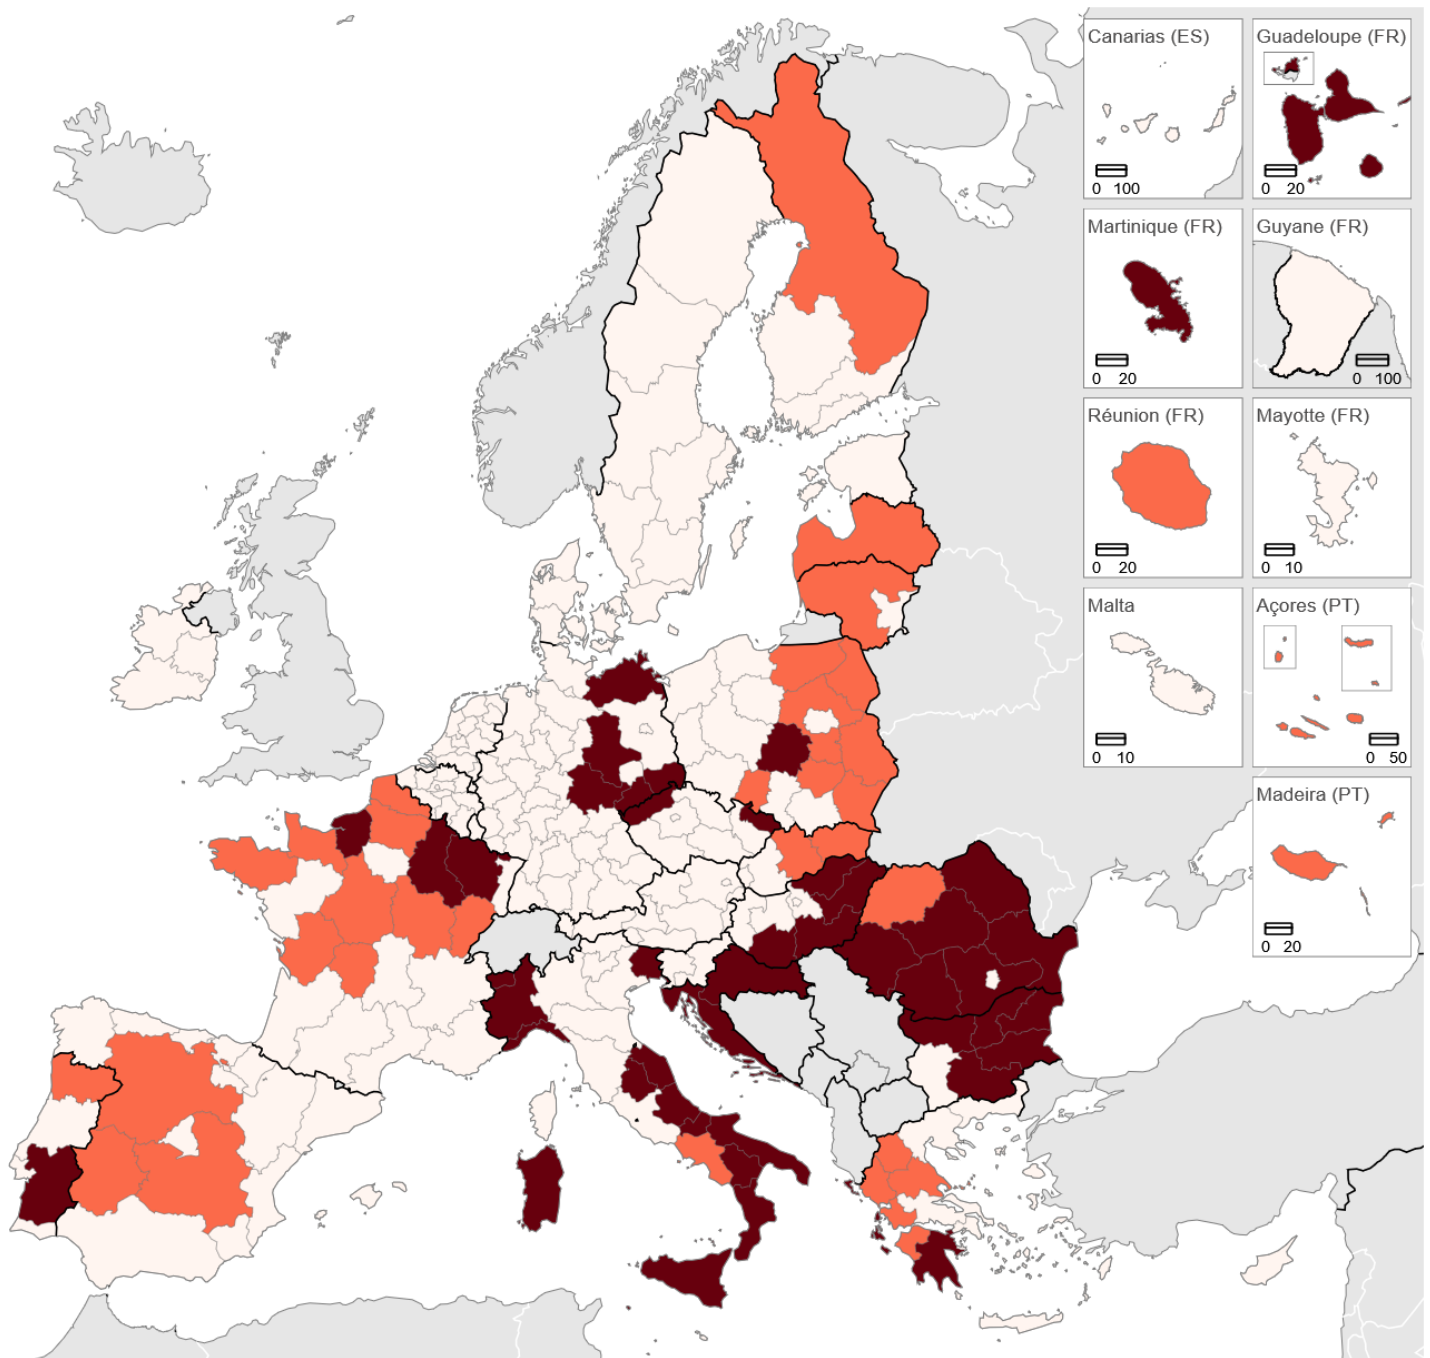 Canarias (ES)
0 100
Guadeloupe (FR)
0 20
Martinique (FR)
0 20
Guyane (FR)
0 100
Réunion (FR)
0 20
Mayotte (FR)
0 10
Malta
0 10
Açores (PT)
0 50
Madeira (PT)
0 20